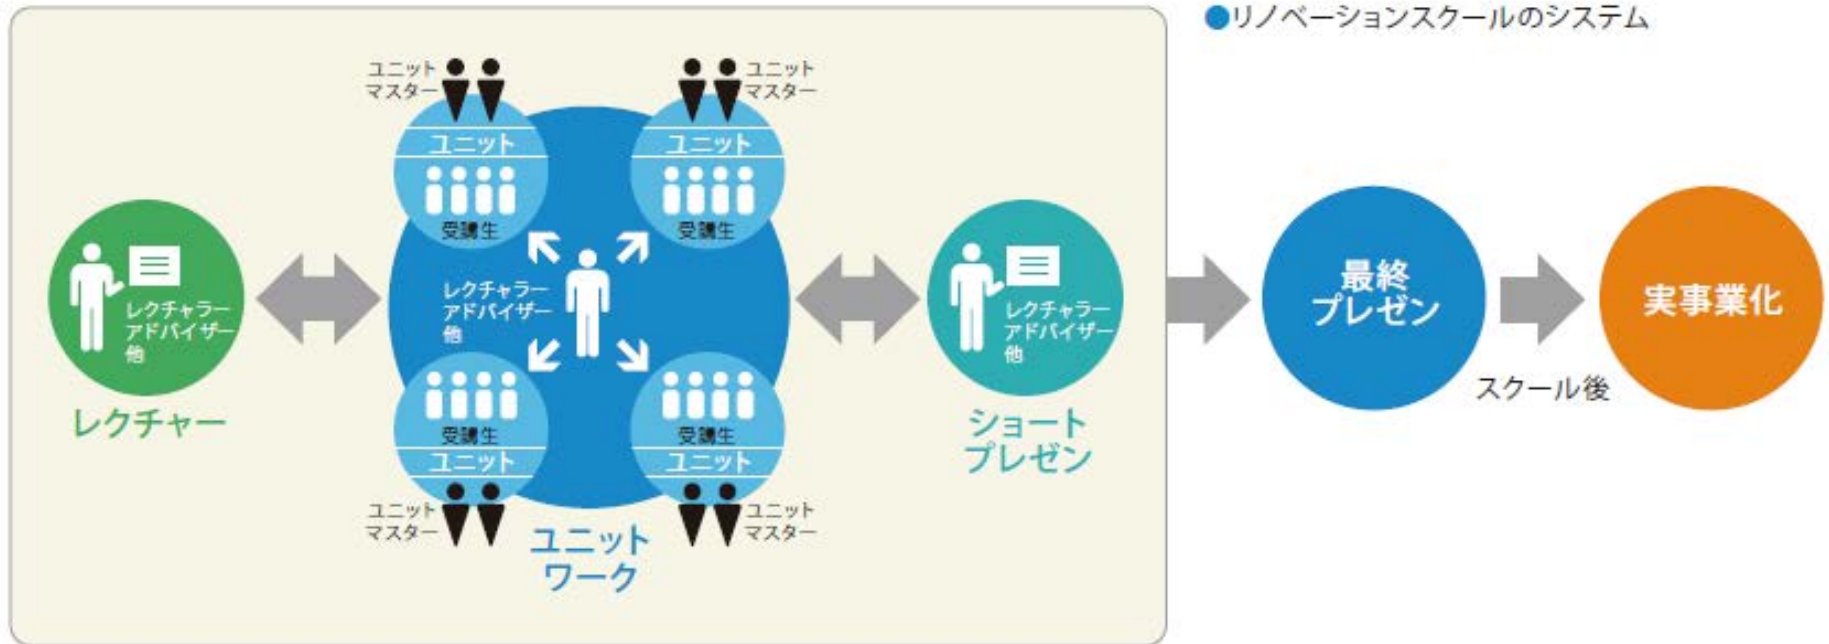 ●リノベーションスクールのシステム
ユニット
マスター
ユニット
受講生
ユニット
マスター
ユニット
受講生
レクチャラー
アドバイザー
他
レクチャー
レクチャラー
アドバイザー
他
受講生
ユニット
ユニット
マスター
受講生
ユニット
ユニット
マスター
ユニット
ワーク
レクチャラー
アドバイザー
他
ショート
プレゼン
最終
プレゼン
スクール後
実事業化